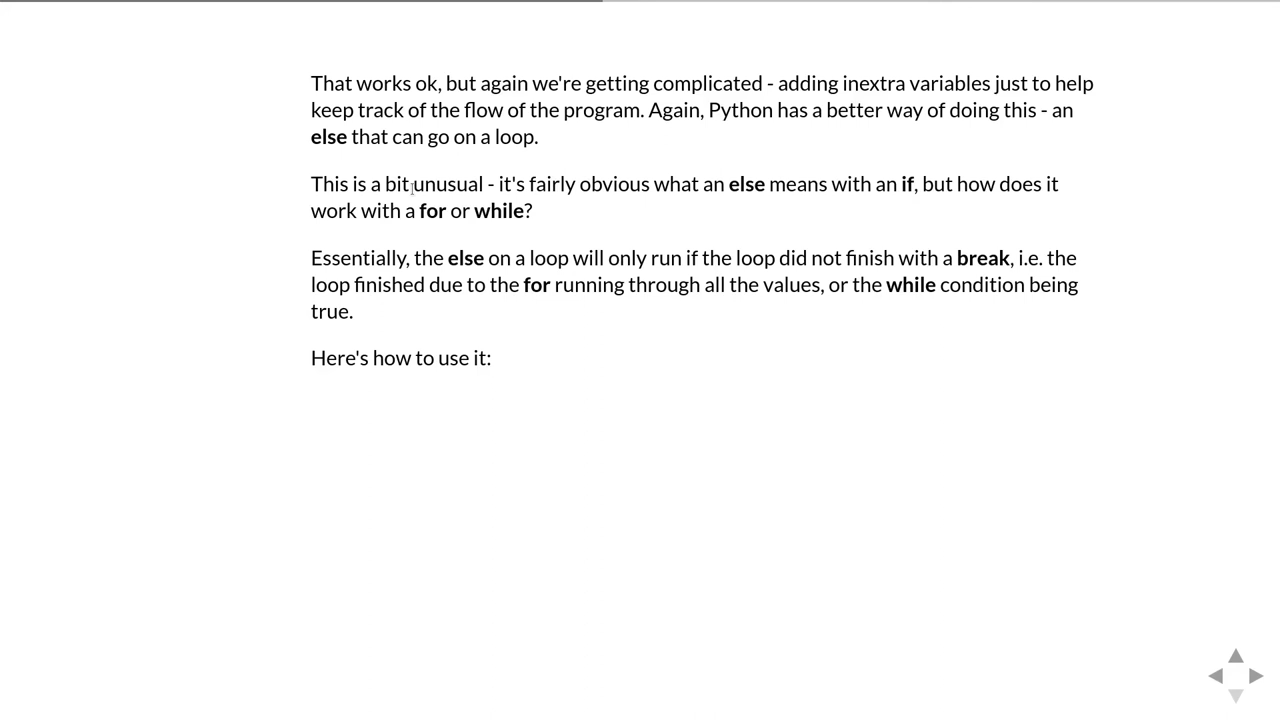 That works ok, but again we're getting complicated - adding inextra variables just to help
keep track of the flow of the program. Again, Python has a better way of doing this - an
else that can go on a loop.
This is a bit unusual - it's fairly obvious what an else means with an if, but how does it
work with a for or while?
Essentially, the else on a loop will only run if the loop did not finish with a break, i.e. the
loop finished due to the for running through all the values, or the while condition being
true.
Here's how to use it: